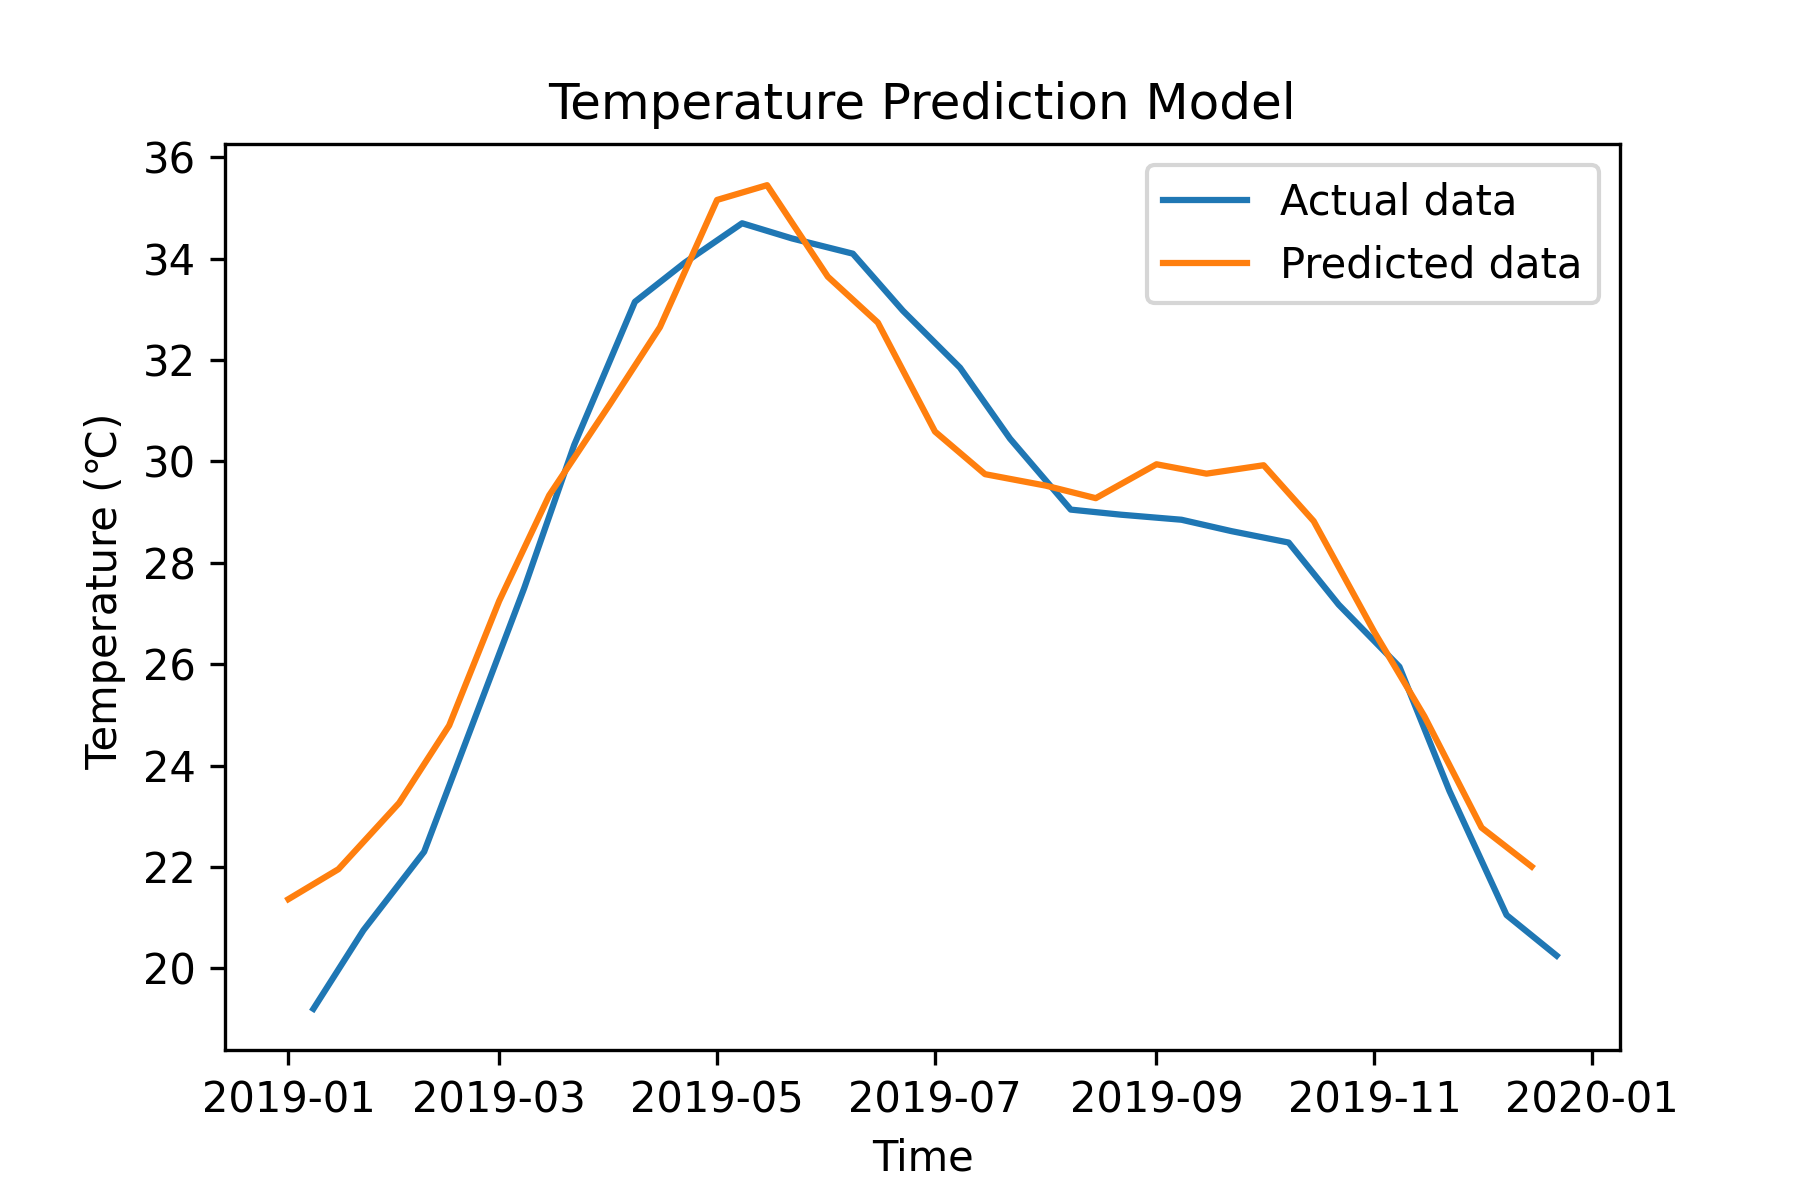 Temperature Prediction Model
Actual data
Predicted data
Temperature (℃)
36
34
32
30
28
26
24
22
20
2019-01 2019-03 2019-05 2019-07 2019-09 2019-11 2020-01
Time